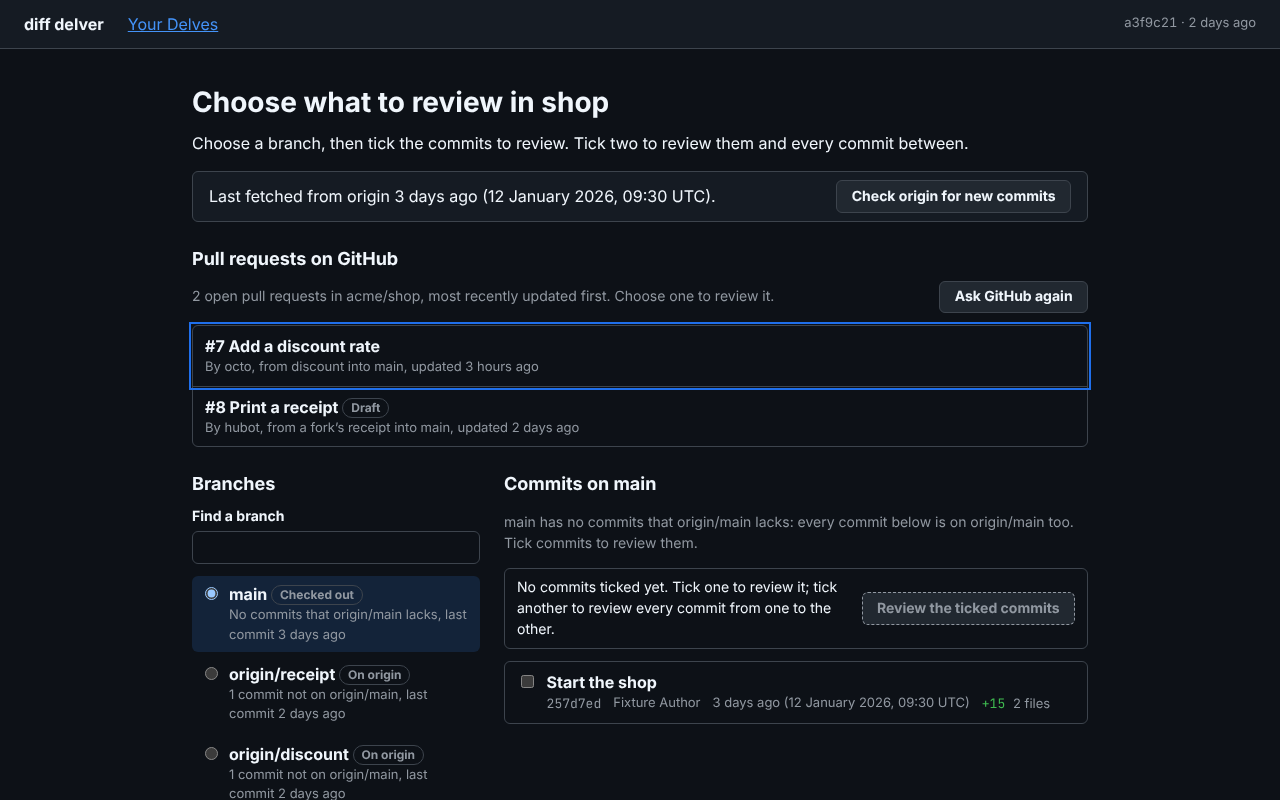 diff delver
Your Delves
a3f9c21 · 2 days ago
Choose what to review in shop
Choose a branch, then tick the commits to review. Tick two to review them and every commit between.
Last fetched from origin 3 days ago (12 January 2026, 09:30 UTC).
Check origin for new commits
Pull requests on GitHub
2 open pull requests in acme/shop, most recently updated first. Choose one to review it.
Ask GitHub again
#7 Add a discount rate
By octo, from discount into main, updated 3 hours ago
#8 Print a receipt Draft
By hubot, from a fork’s receipt into main, updated 2 days ago
Branches
Find a branch
main Checked out
No commits that origin/main lacks, last
commit 3 days ago
origin/receipt On origin
1 commit not on origin/main, last
commit 2 days ago
origin/discount On origin
1 commit not on origin/main, last
commit 2 days ago
Commits on main
main has no commits that origin/main lacks: every commit below is on origin/main too.
Tick commits to review them.
No commits ticked yet. Tick one to review it; tick
another to review every commit from one to the
other.
Review the ticked commits
Start the shop
257d7ed Fixture Author 3 days ago (12 January 2026, 09:30 UTC) +15 2 files